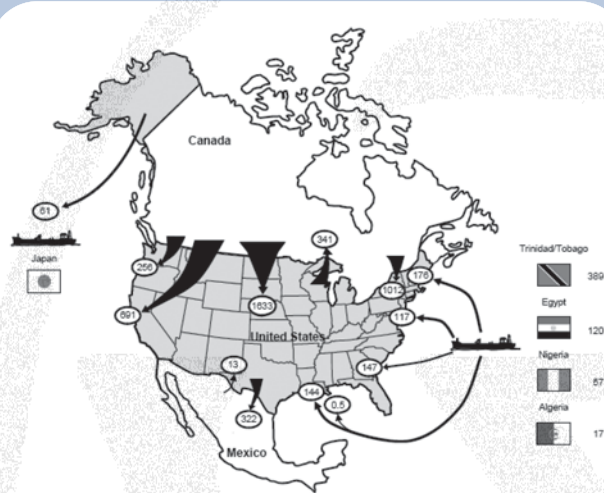 Canada
61
341
Trinidad/Tobago
Japan
256
1012
176
389
Egypt
691
1633
117
120
United States
Nigeria
13
147
57
144
0.5
Algeria
322
17
Mexico